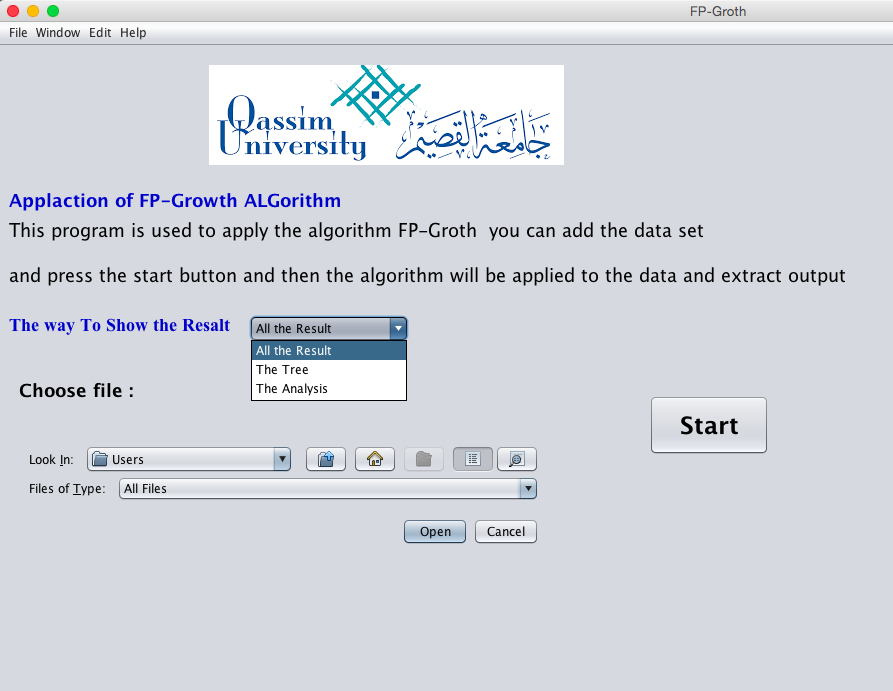 FP-Groth
File Window Edit Help
Qassim
University
جامعة القصيم
Applaction of FP-Growth ALGorithm
This program is used to apply the algorithm FP-Groth  you can add the data set
and press the start button and then the algorithm will be applied to the data and extract output
The way To Show the Resalt All the Result
All the Result
The Tree
The Analysis
Choose file :
Start
Look In: Users
Files of Type: All Files
Open Cancel